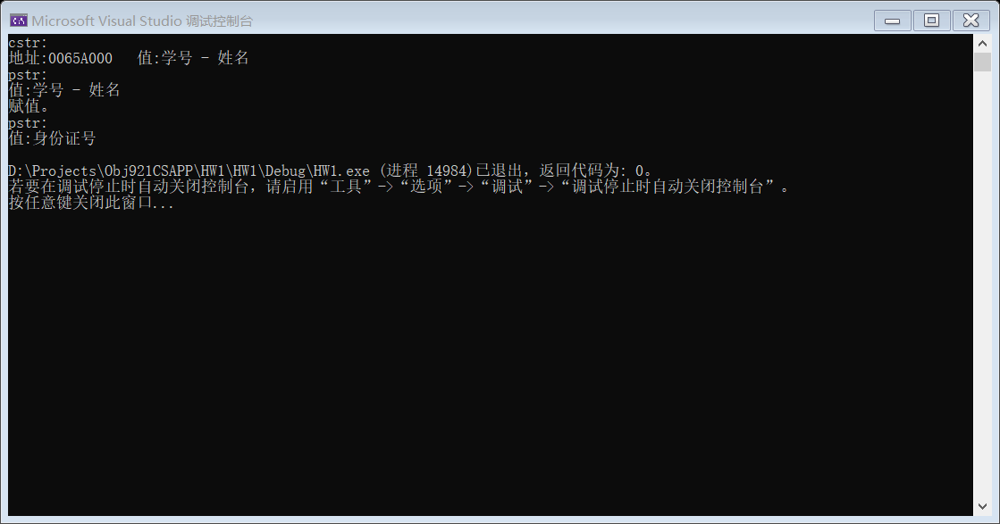 Microsoft Visual Studio 调试控制台
cstr:
地址:0065A000   值:学号 - 姓名
pstr:
值:学号 - 姓名
赋值。
pstr:
值:身份证号
D:\Projects\Obj921CSAPP\HW1\HW1\Debug\HW1.exe (进程 14984)已退出，返回代码为: 0。
若要在调试停止时自动关闭控制台，请启用“工具”->“选项”->“调试”->“调试停止时自动关闭控制台”。
按任意键关闭此窗口...